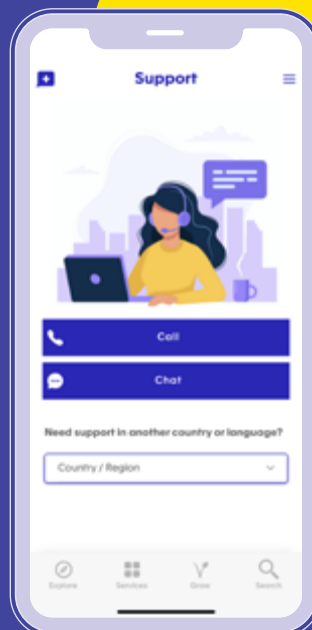 Support
Call
Chat
Need support in another country or language?
Country / Region
Explore
Services
Grow
Search